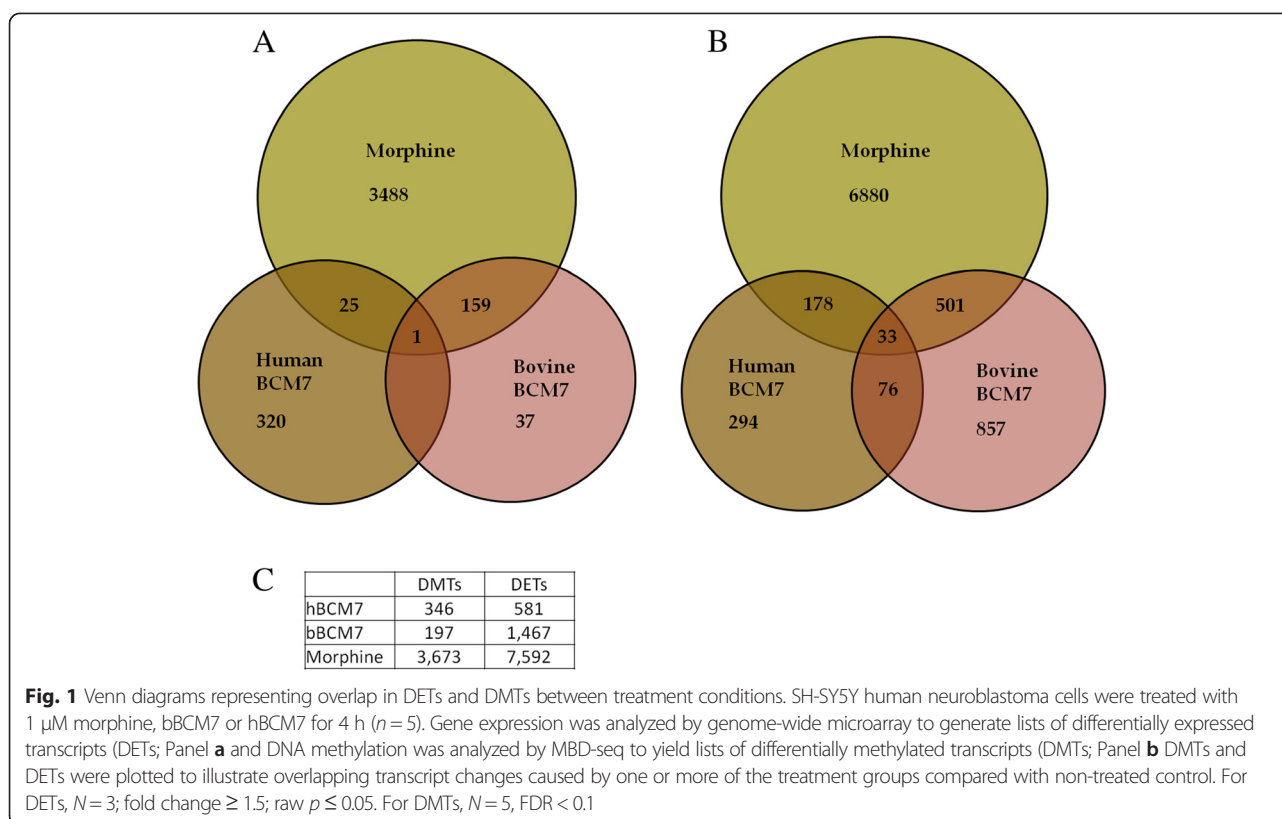 A
B
Morphine
3488
Morphine
6880
25
159
1
178
501
33
76
Human
BCM7
320
Bovine
BCM7
37
Human
BCM7
294
Bovine
BCM7
857
C
DMTs DETs
hBCM7 346 581
bBCM7 197 1,467
Morphine 3,673 7,592
Fig. 1 Venn diagrams representing overlap in DETs and DMTs between treatment conditions. SH-SY5Y human neuroblastoma cells were treated with
1 μM morphine, bBCM7 or hBCM7 for 4 h (n = 5). Gene expression was analyzed by genome-wide microarray to generate lists of differentially expressed
transcripts (DETs; Panel a and DNA methylation was analyzed by MBD-seq to yield lists of differentially methylated transcripts (DMTs; Panel b DMTs and
DETs were plotted to illustrate overlapping transcript changes caused by one or more of the treatment groups compared with non-treated control. For
DETs, N = 3; fold change ≥ 1.5; raw p ≤ 0.05. For DMTs, N = 5, FDR < 0.1